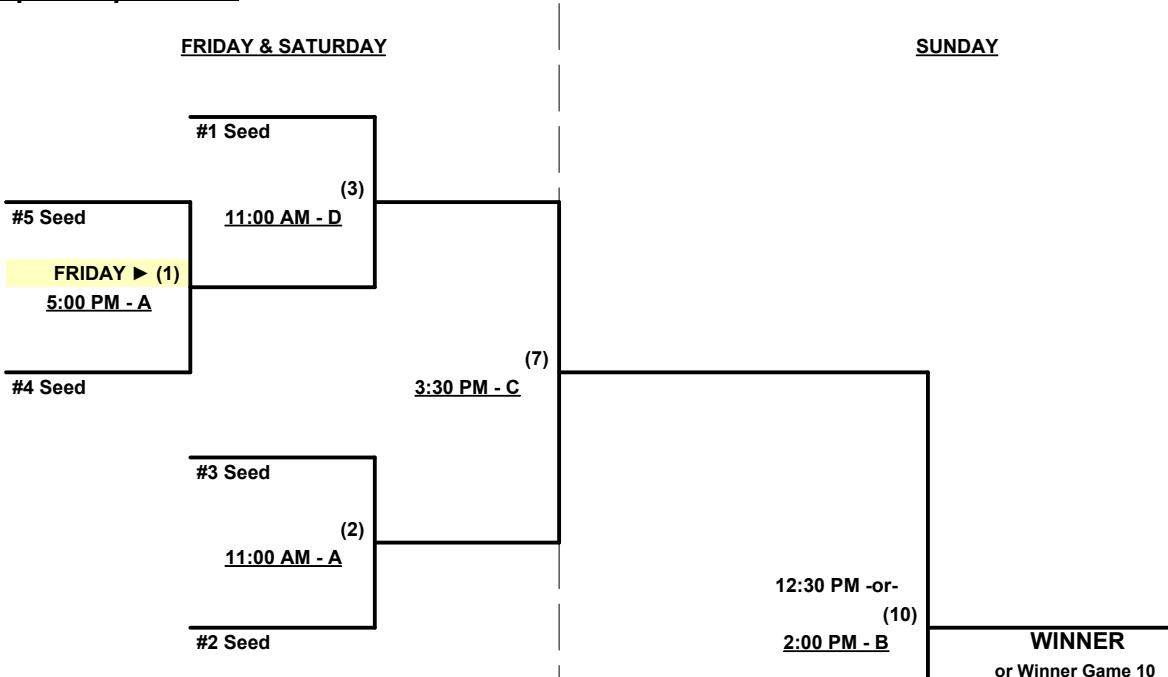 FRIDAY & SATURDAY
SUNDAY
#1 Seed
(3)
#5 Seed
11:00 AM - D
FRIDAY ► (1)
5:00 PM - A
(7)
#4 Seed
3:30 PM - C
#3 Seed
(2)
11:00 AM - A
12:30 PM -or-
(10)
#2 Seed
2:00 PM - B
WINNER
or Winner Game 10